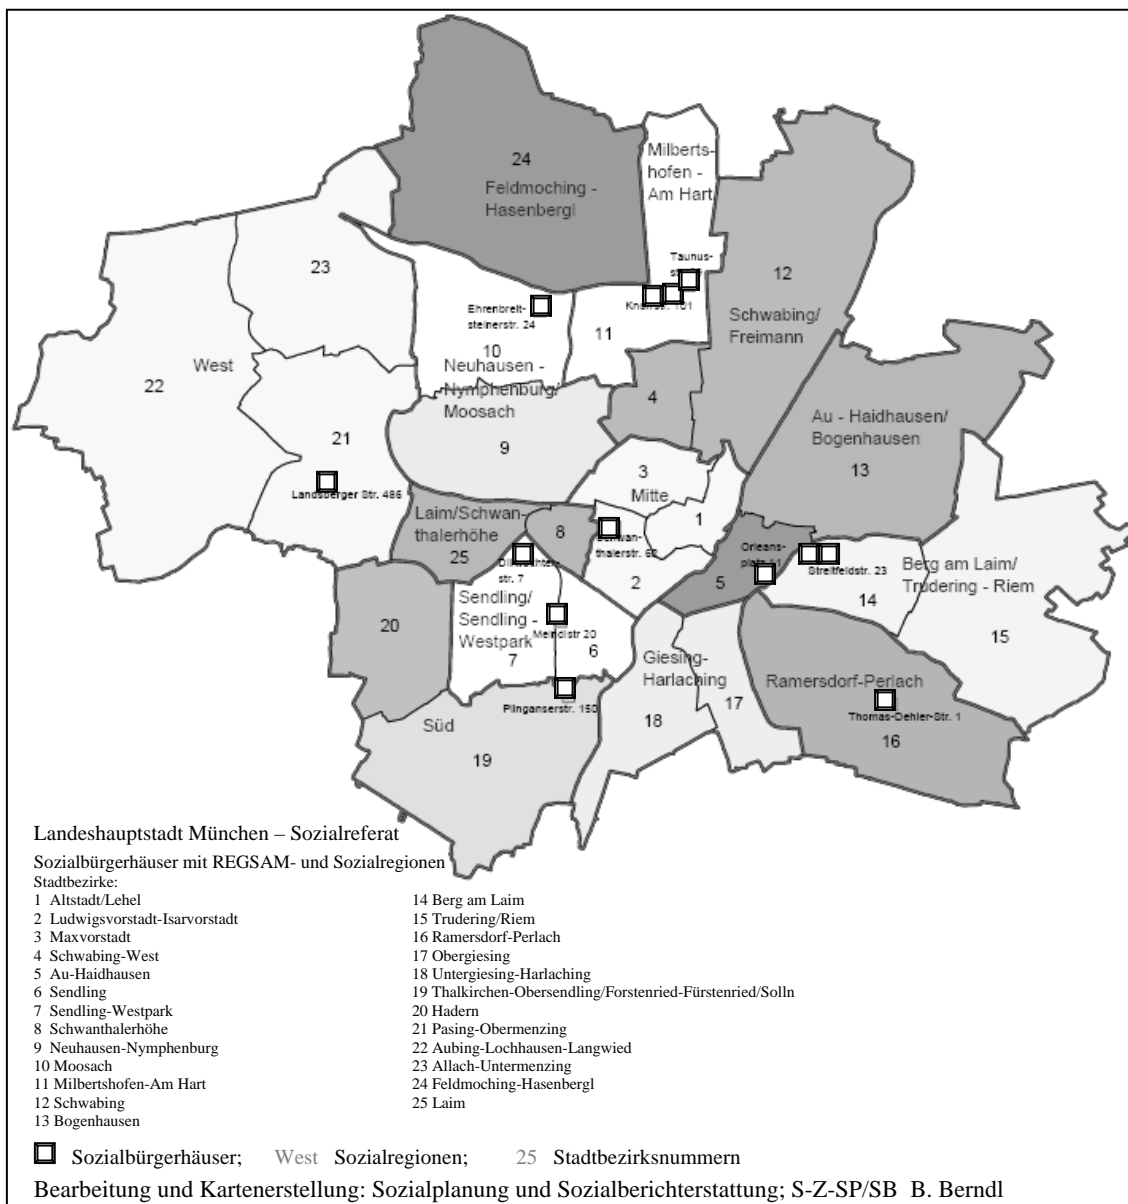 24
Feldmoching -
Hasenbergl
Milberts-
hofen -
Am Hart
12
Schwabing/
Freimann
23
Taunus-
Ehrenbreit-
steinerstr. 24
101
11
10
Neuhausen -
Nymphenburg/
Moosach
West
22
4
21
9
Au - Haidhausen/
Bogenhausen
13
3
Mitte
Landsberger Str. 486
1
Laim/Schwan-
thalerhöhe
8
thalerstr. 62
25
str. 7
2
Orleans-
platz 11
5
Streitfeldstr. 23
14
Berg am Laim/
Trudering - Riem
15
20
Sendling/
Sendling -
Westpark
7
Meindlstr 20
6
Giesing-
Harlaching
17
18
Ramersdorf-Perlach
Thomas-Dehler-Str. 1
16
Plinganserstr. 150
Süd
19
Landeshauptstadt München – Sozialreferat
Sozialbürgerhäuser mit REGSAM- und Sozialregionen
Stadtbezirke:
1 Altstadt/Lehel
2 Ludwigsvorstadt-Isarvorstadt
3 Maxvorstadt
4 Schwabing-West
5 Au-Haidhausen
6 Sendling
7 Sendling-Westpark
8 Schwanthalerhöhe
9 Neuhausen-Nymphenburg
10 Moosach
11 Milbertshofen-Am Hart
12 Schwabing
13 Bogenhausen
14 Berg am Laim
15 Trudering/Riem
16 Ramersdorf-Perlach
17 Obergiesing
18 Untergiesing-Harlaching
19 Thalkirchen-Obersendling/Forstenried-Fürstenried/Solln
20 Hadern
21 Pasing-Obermenzing
22 Aubing-Lochhausen-Langwied
23 Allach-Untermenzing
24 Feldmoching-Hasenbergl
25 Laim
Sozialbürgerhäuser; West Sozialregionen; 25 Stadtbezirksnummern
Bearbeitung und Kartenerstellung: Sozialplanung und Sozialberichterstattung; S-Z-SP/SB B. Berndl